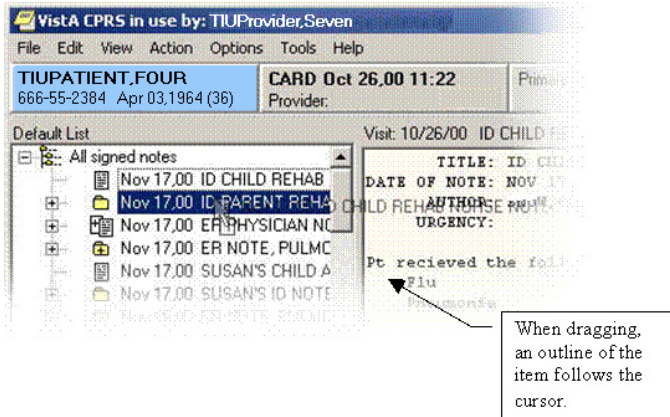 VistA CPRS in use by: TIUProvider,Seven
File Edit View Action Options Tools Help
TIUPATIENT,FOUR
666-55-2384 Apr 03,1964 (36)
CARD Oct 26,00 11:22
Provider:
Default List
All signed notes
Nov 17,00 ID CHILD REHAB
Nov 17,00 ID PARENT REHA
Nov 17,00 ER PHYSICIAN NO
Nov 17,00 ER NOTE, PULMO
Nov 17,00 SUSAN'S CHILD A
Nov 17,00 SUSAN'S ID NOTE
Visit: 10/26/00 ID CHILD
TITLE: ID
DATE OF NOTE: NOV
AUTHOR:
CHILD REHAB NURSE NOTE
URGENCY:
Pt recieved the
Flu
Pneumonia
When dragging,
an outline of the
item follows the
cursor.